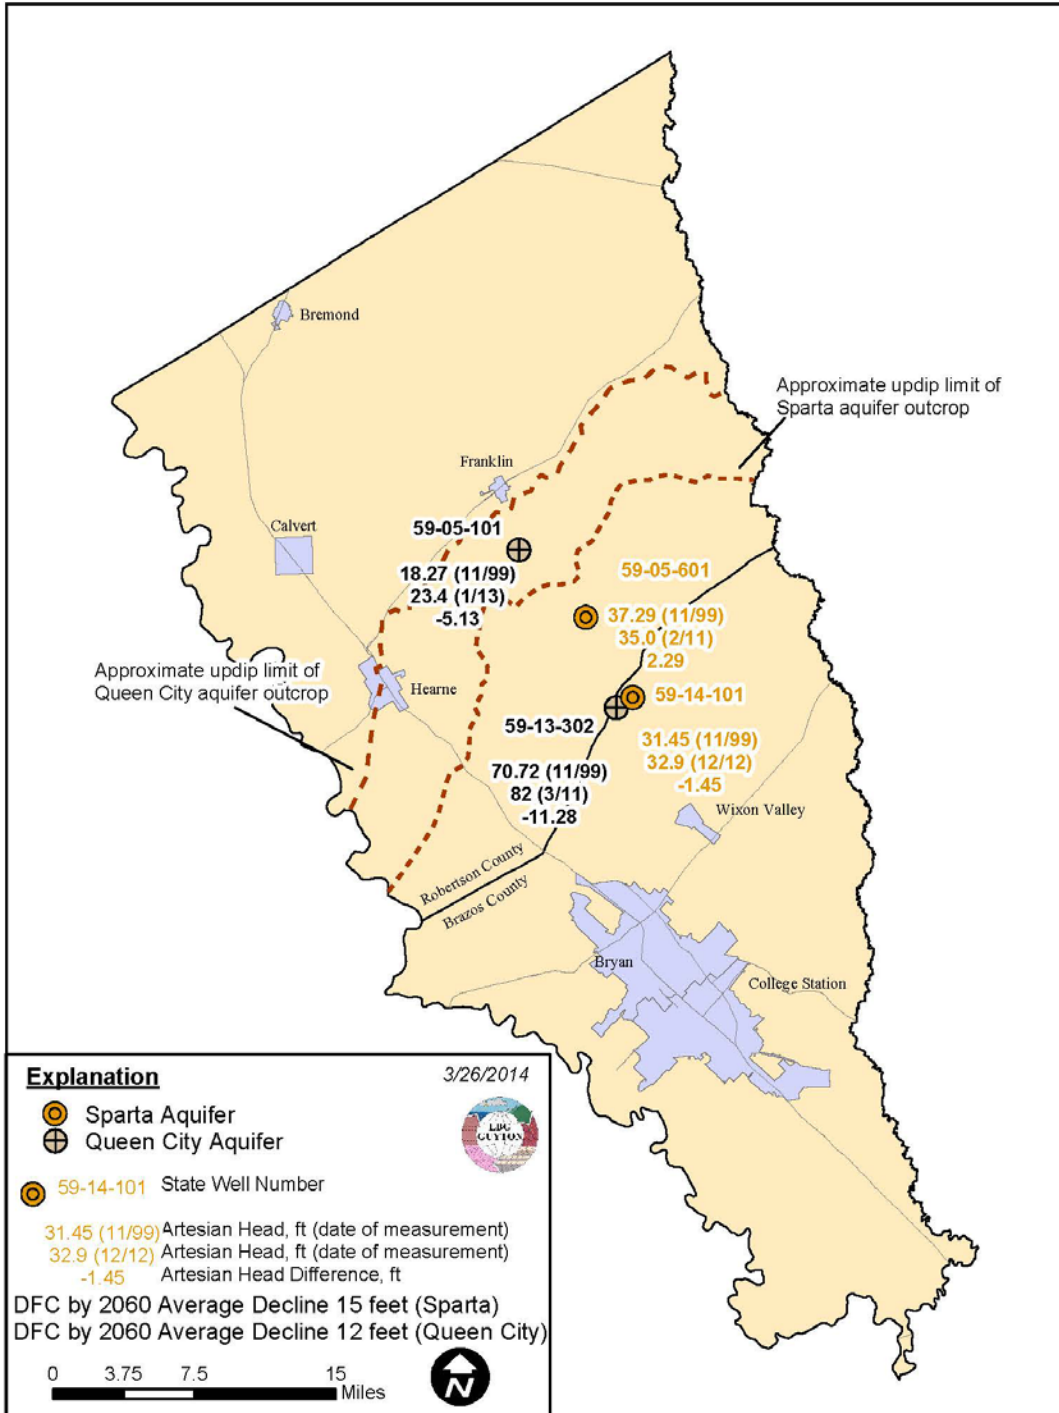 Bremond
Approximate updip limit of
Sparta aquifer outcrop
Franklin
Calvert
59-05-101
18.27 (11/99)
23.4 (1/13)
-5.13
59-05-601
37.29 (11/99)
35.0 (2/11)
2.29
Approximate updip limit of
Queen City aquifer outcrop
Hearne
59-14-101
59-13-302
31.45 (11/99)
32.9 (12/12)
-1.45
70.72 (11/99)
82 (3/11)
-11.28
Wixon Valley
Robertson County
Brazos County
Bryan
College Station
Explanation
3/26/2014
Sparta Aquifer
Queen City Aquifer
LBG
GUYTON
59-14-101 State Well Number
31.45 (11/99) Artesian Head, ft (date of measurement)
32.9 (12/12) Artesian Head, ft (date of measurement)
-1.45 Artesian Head Difference, ft
DFC by 2060 Average Decline 15 feet (Sparta)
DFC by 2060 Average Decline 12 feet (Queen City)
0 3.75 7.5 15
Miles
N